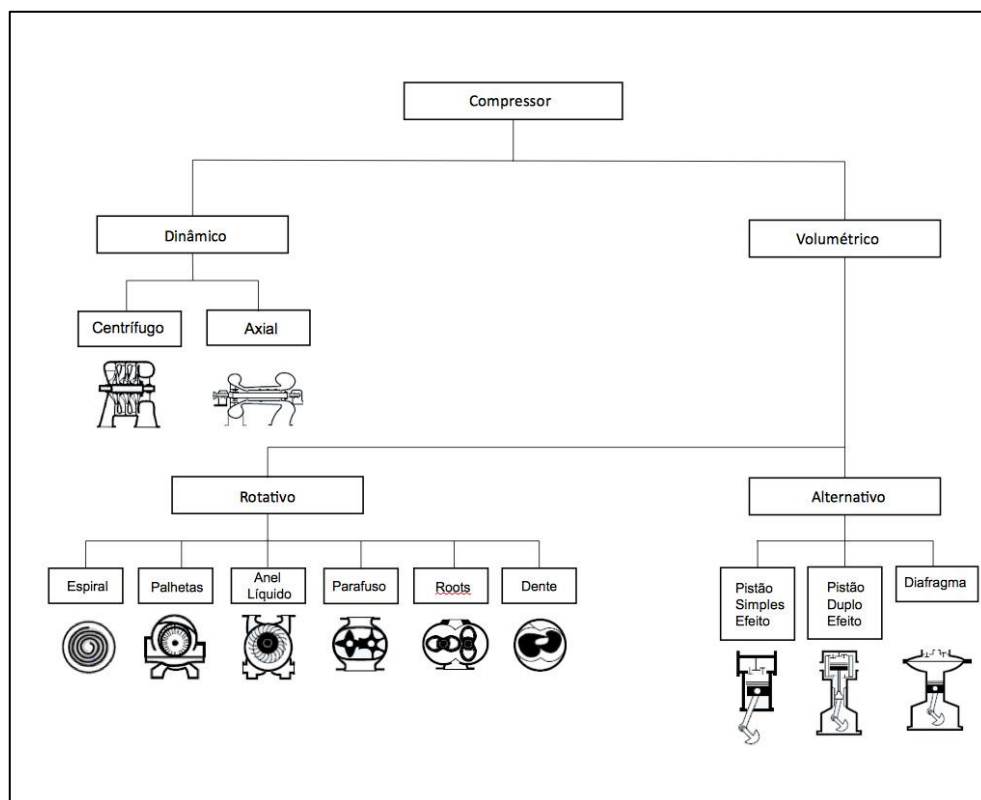 Compressor
Dinâmico
Volumétrico
Centrífugo
Axial
Rotativo
Alternativo
Espiral
Palhetas
Anel
Líquido
Parafuso
Roots
Dente
Pistão
Simples
Efeito
Pistão
Duplo
Efeito
Diafragma